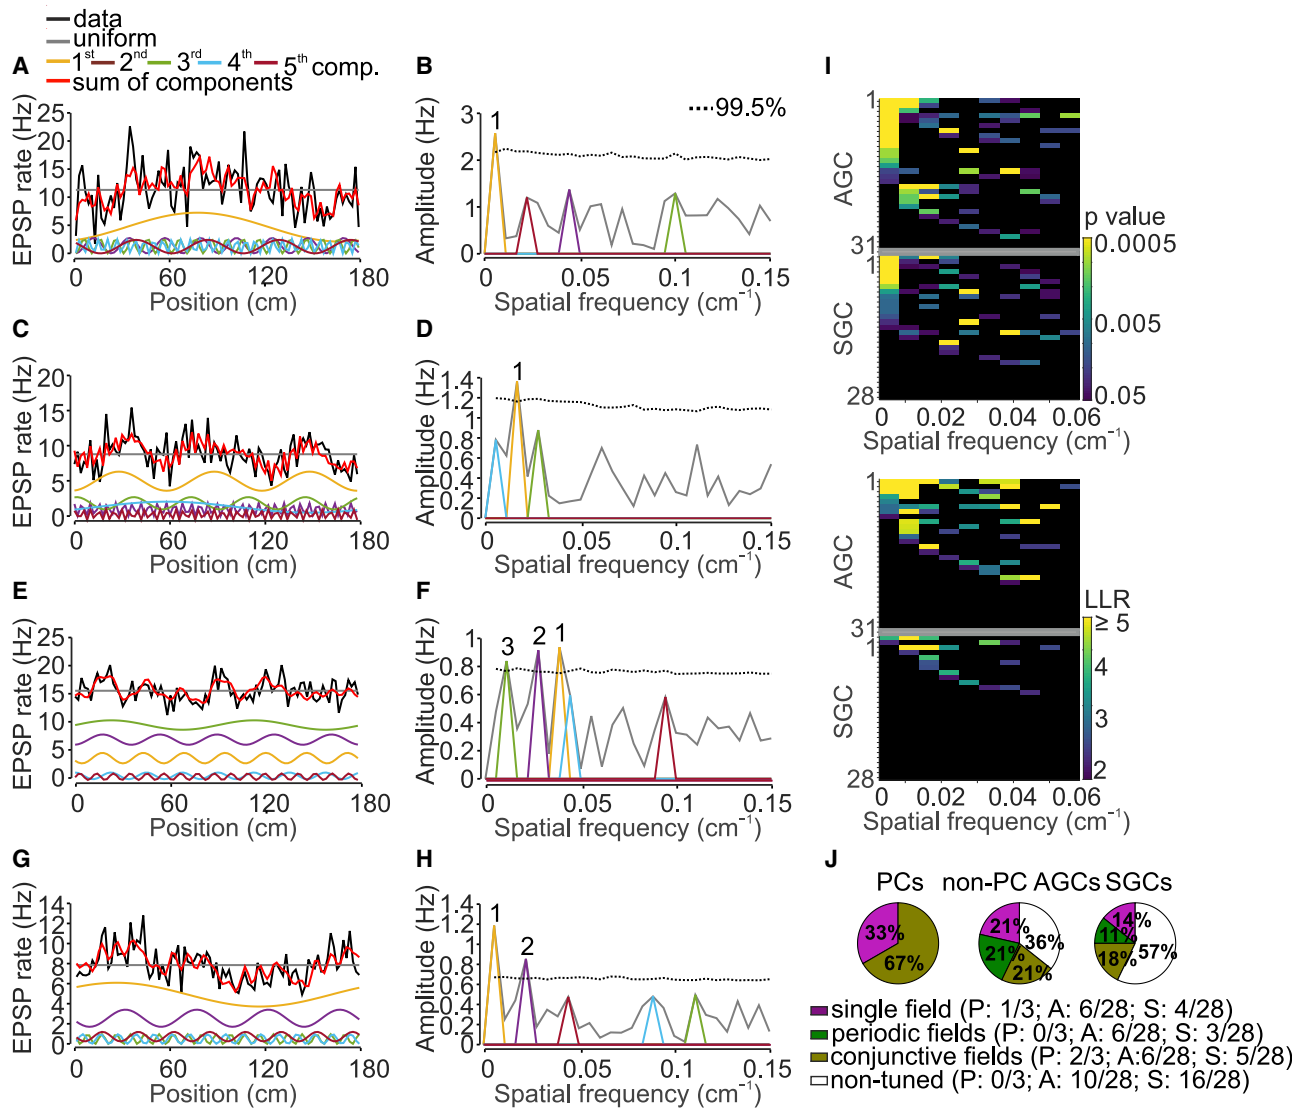 data
uniform
1st 2nd 3rd 4th 5th comp.
sum of components
A
EPSP rate (Hz)
25
20
15
10
5
0
0 60 120 180
Position (cm)
B
99.5%
1
Amplitude (Hz)
3
2
1
0
0 0.05 0.1 0.15
Spatial frequency (cm⁻¹)
C
EPSP rate (Hz)
20
15
10
5
0
0 60 120 180
Position (cm)
D
1
Amplitude (Hz)
1.4
1.2
1
0.8
0.6
0.4
0.2
0
0 0.05 0.1 0.15
Spatial frequency (cm⁻¹)
E
EPSP rate (Hz)
25
20
15
10
5
0
0 60 120 180
Position (cm)
F
3 2 1
Amplitude (Hz)
1
0.8
0.6
0.4
0.2
0
0 0.05 0.1 0.15
Spatial frequency (cm⁻¹)
G
EPSP rate (Hz)
14
12
10
8
6
4
2
0
0 60 120 180
Position (cm)
H
1
2
Amplitude (Hz)
1.4
1.2
1
0.8
0.6
0.4
0.2
0
0 0.05 0.1 0.15
Spatial frequency (cm⁻¹)
I
1
AGC
31
1
SGC
28
0 0.02 0.04 0.06
Spatial frequency (cm⁻¹)
p value
0.0005
0.005
0.05
1
AGC
31
1
SGC
28
0 0.02 0.04 0.06
Spatial frequency (cm⁻¹)
LLR
≥ 5
4
3
2
J
PCs non-PC AGCs SGCs
33%
67%
21%
36%
21%
21%
14%
11%
18%
57%
single field (P: 1/3; A: 6/28; S: 4/28)
periodic fields (P: 0/3; A: 6/28; S: 3/28)
conjunctive fields (P: 2/3; A:6/28; S: 5/28)
non-tuned (P: 0/3; A: 10/28; S: 16/28)